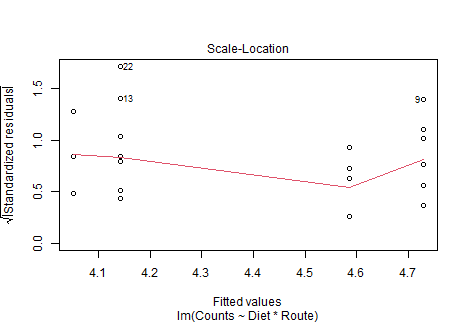 Scale-Location
√|Standardized residuals|
0.0 0.5 1.0 1.5
22
13
9
4.1 4.2 4.3 4.4 4.5 4.6 4.7
Fitted values
lm(Counts ~ Diet * Route)